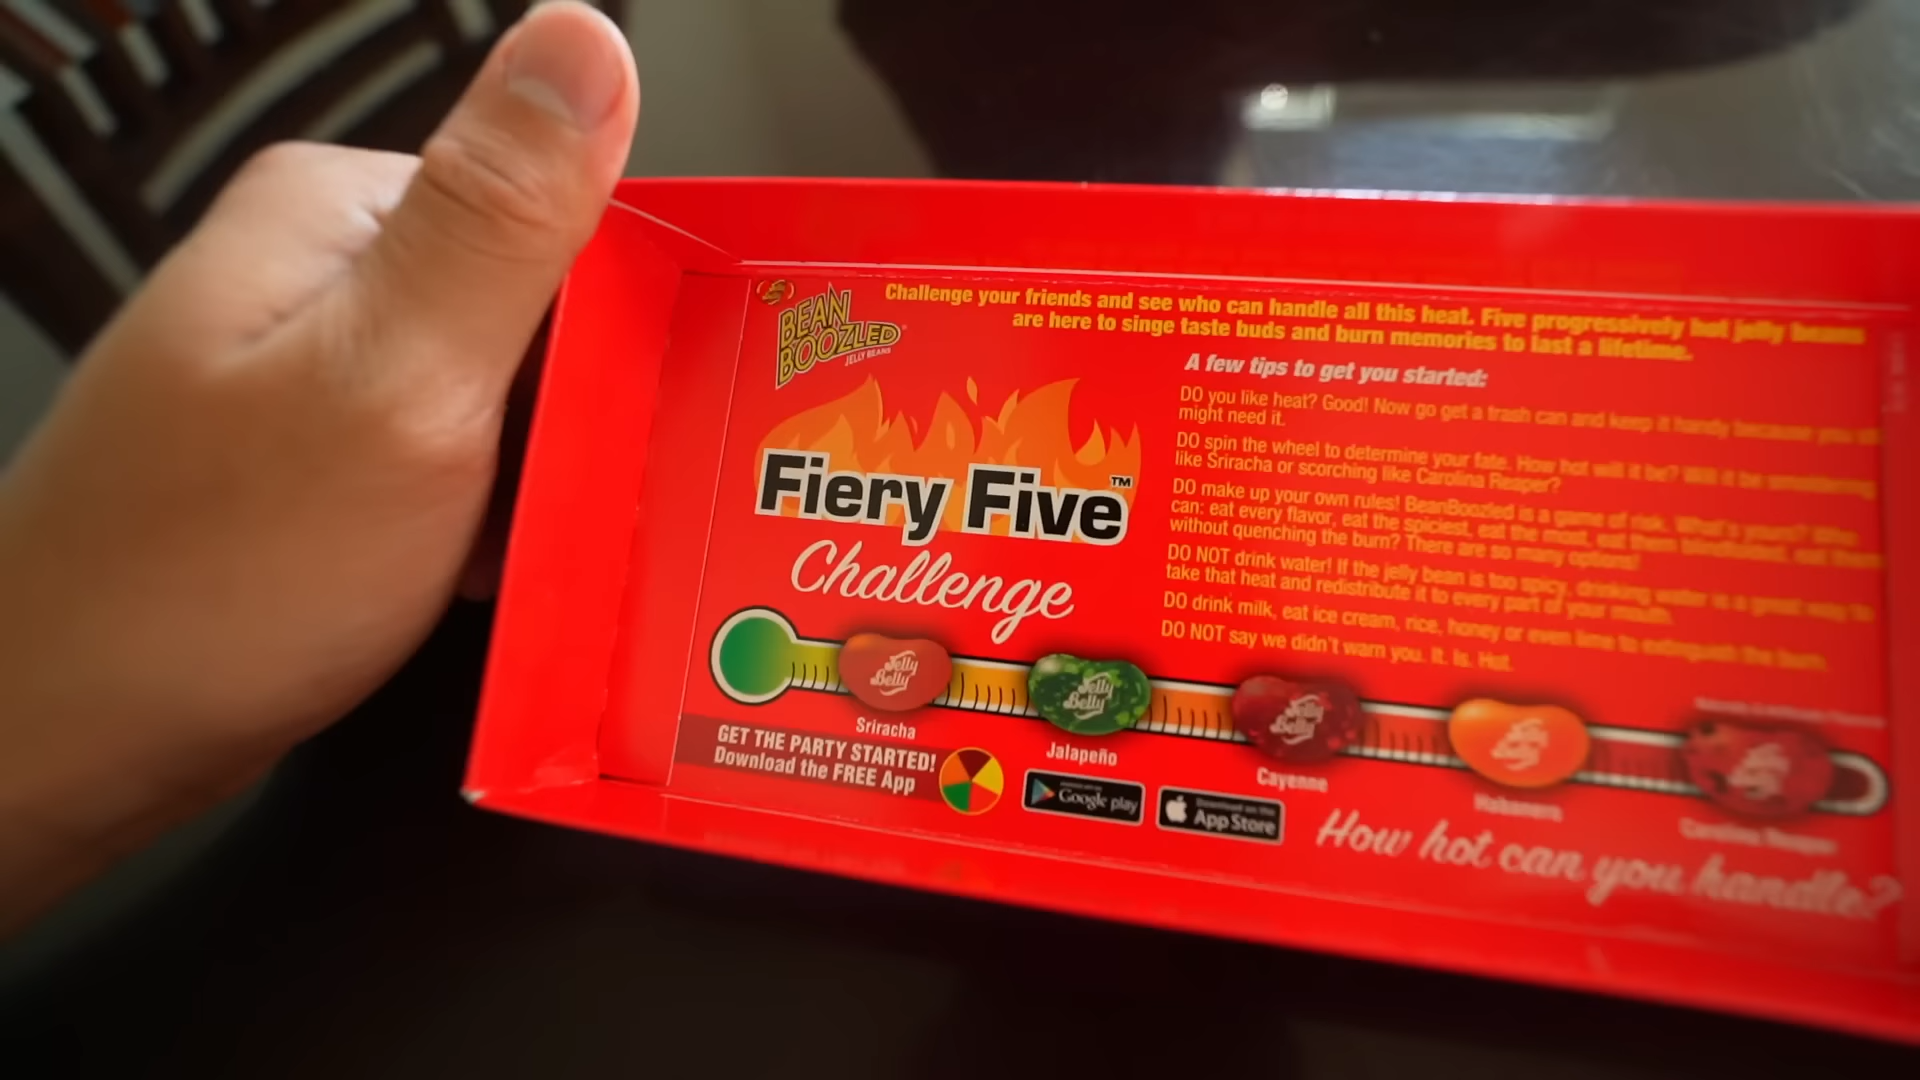 BEAN
BOOZLED
JELLY BEANS
Challenge your friends and see who can handle all this heat. Five progressively hot jelly beans
are here to singe taste buds and burn memories to last a lifetime.
A few tips to get you started:
DO you like heat? Good! Now go get a trash can and keep it handy because you
might need it.
DO spin the wheel to determine your fate. How hot will it be? Will it be smoldering
like Sriracha or scorching like Carolina Reaper?
DO make up your own rules! BeanBoozled is a game of risk. What's yours? Who
can: eat every flavor, eat the spiciest, eat the most, eat them blindfolded, eat them
without quenching the burn? There are so many options!
DO NOT drink water! If the jelly bean is too spicy, drinking water is a great way to
take that heat and redistribute it to every part of your mouth.
DO drink milk, eat ice cream, rice, honey or even lime to extinguish the burn.
DO NOT say we didn't warn you. It. Is. Hot.
Fiery Five™
Challenge
Jelly
Belly
Jelly
Belly
Jelly
Belly
Jelly
Belly
Sriracha
Jalapeño
Cayenne
Habanero
Carolina Reaper
GET THE PARTY STARTED!
Download the FREE App
Google play
Download on the
App Store
How hot can you handle?